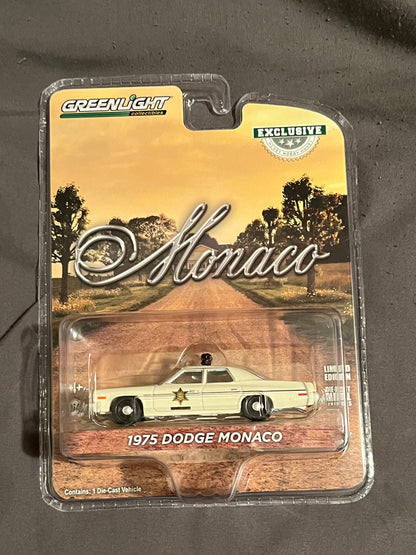 GREENLIGHT
collectibles
EXCLUSIVE
Monaco
LIMITED
EDITION
1975 DODGE MONACO
Contains: 1 Die-Cast Vehicle